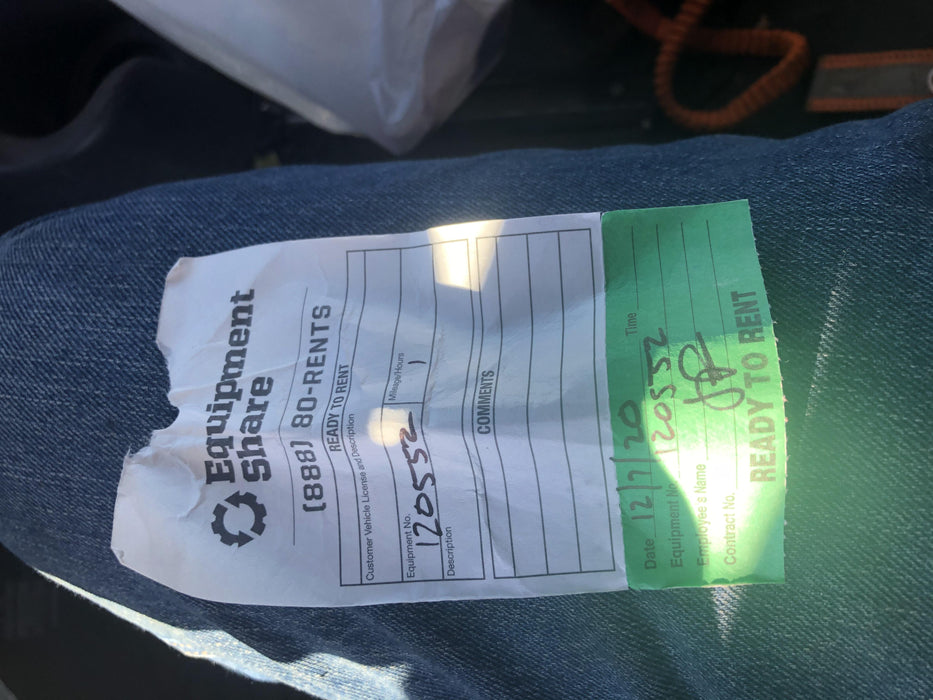 Equipment
Share
(888) 80-RENTS
READY TO RENT
Customer Vehicle License and Description
Equipment No. Mileage/Hours
120552
Description
COMMENTS
Date 12/7/20 Time
Equipment No. 120552
Employee's Name
Contract No.
READY TO RENT